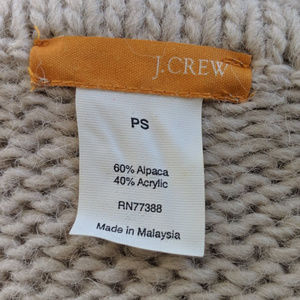 J.CREW
PS
60% Alpaca
40% Acrylic
RN77388
Made in Malaysia